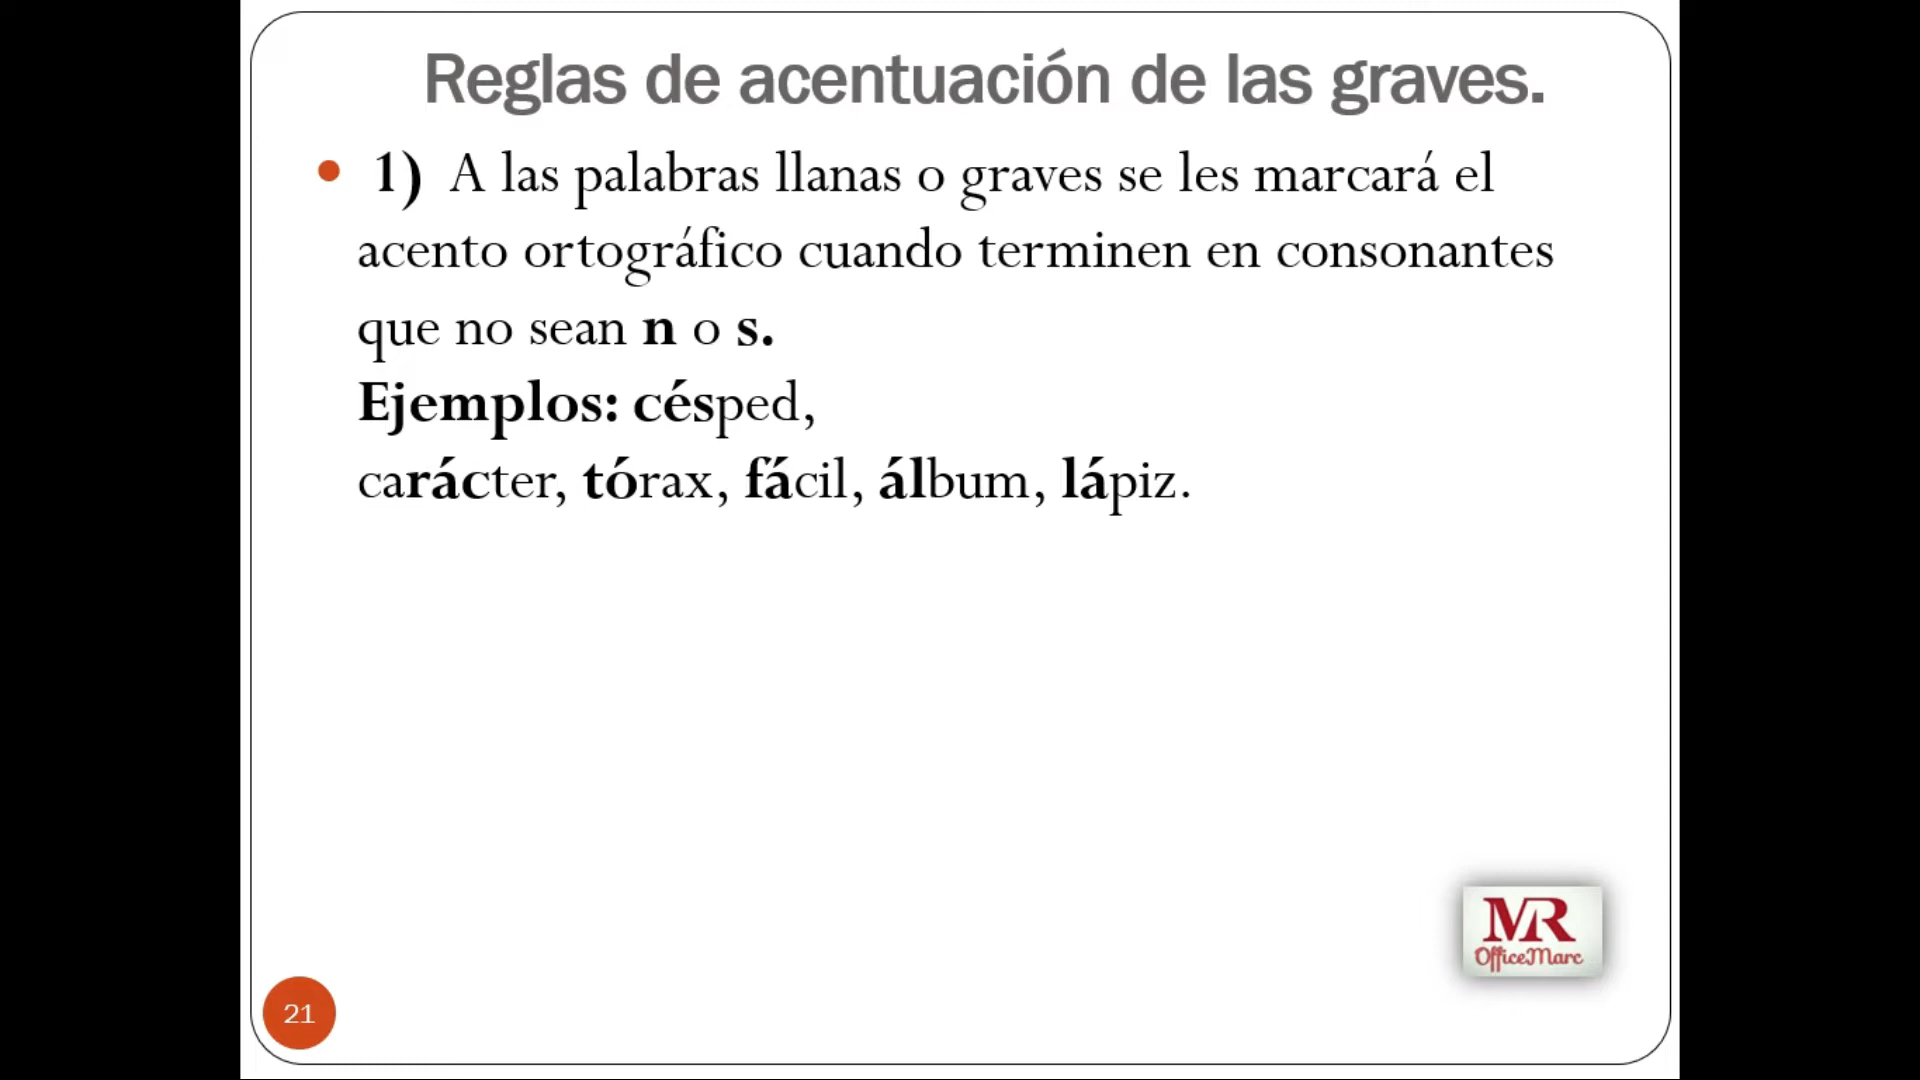 Reglas de acentuación de las graves.
• 1) A las palabras llanas o graves se les marcará el
acento ortográfico cuando terminen en consonantes
que no sean n o s.
Ejemplos: césped,
carácter, tórax, fácil, álbum, lápiz.
MR
OfficeMarc
21